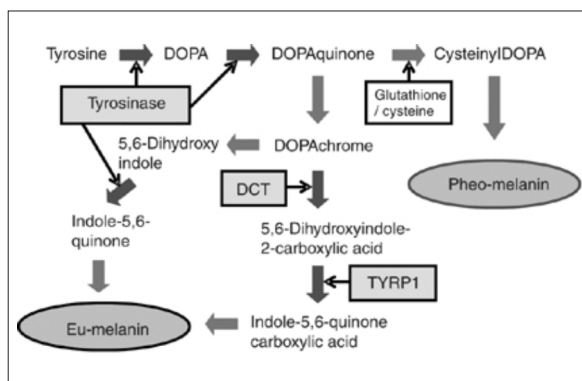 Tyrosine DOPA DOPAquinone CysteinylDOPA
Tyrosinase
Glutathione
/ cysteine
5,6-Dihydroxy
indole
DOPAchrome
DCT
Pheo-melanin
Indole-5,6-
quinone
5,6-Dihydroxyindole-
2-carboxylic acid
TYRP1
Eu-melanin
Indole-5,6-quinone
carboxylic acid